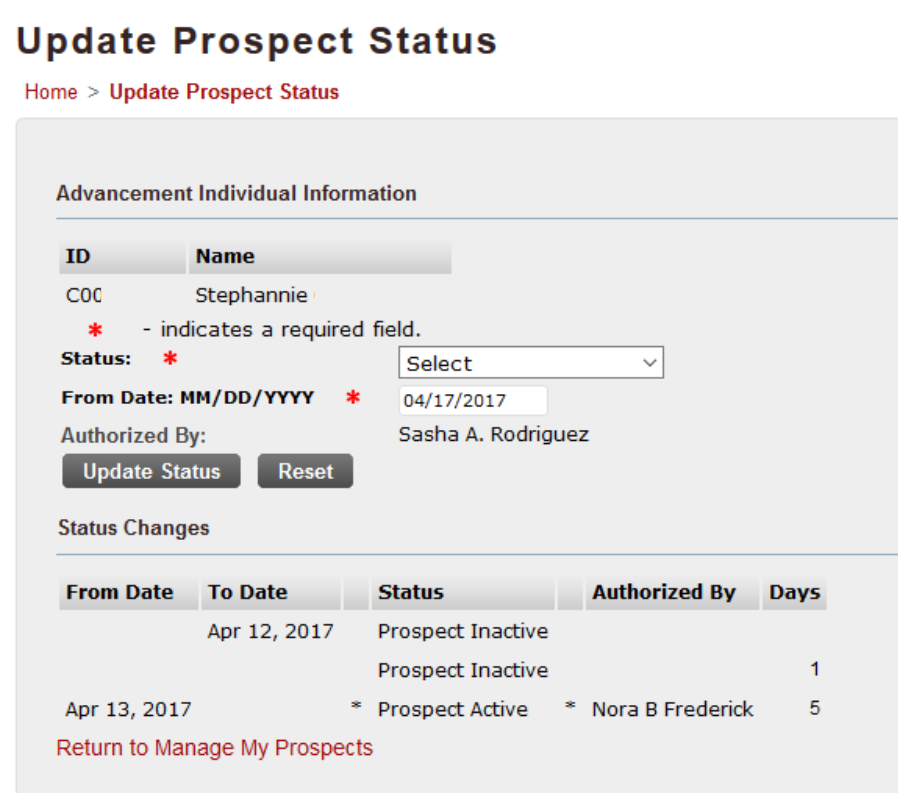 Update Prospect Status
Home > Update Prospect Status
Advancement Individual Information
ID Name
C00 Stephannie
* - indicates a required field.
Status: * Select
From Date: MM/DD/YYYY * 04/17/2017
Authorized By: Sasha A. Rodriguez
Update Status Reset
Status Changes
From Date To Date Status Authorized By Days
Apr 12, 2017 Prospect Inactive
Prospect Inactive 1
Apr 13, 2017 * Prospect Active * Nora B Frederick 5
Return to Manage My Prospects